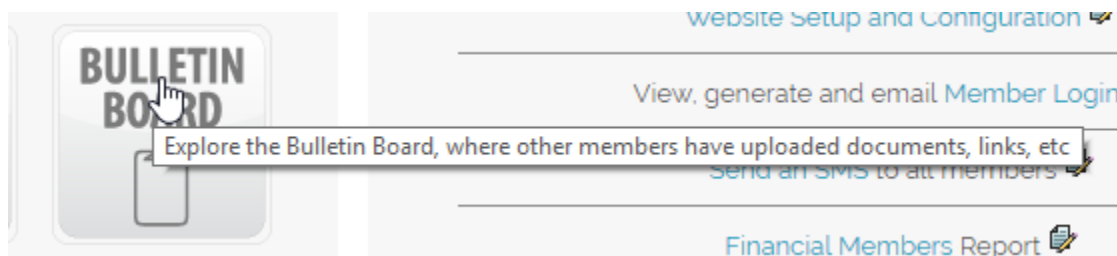 BULLETIN
BOARD
Explore the Bulletin Board, where other members have uploaded documents, links, etc
Website Setup and Configuration
View, generate and email Member Login
Send an SMS to all members
Financial Members Report